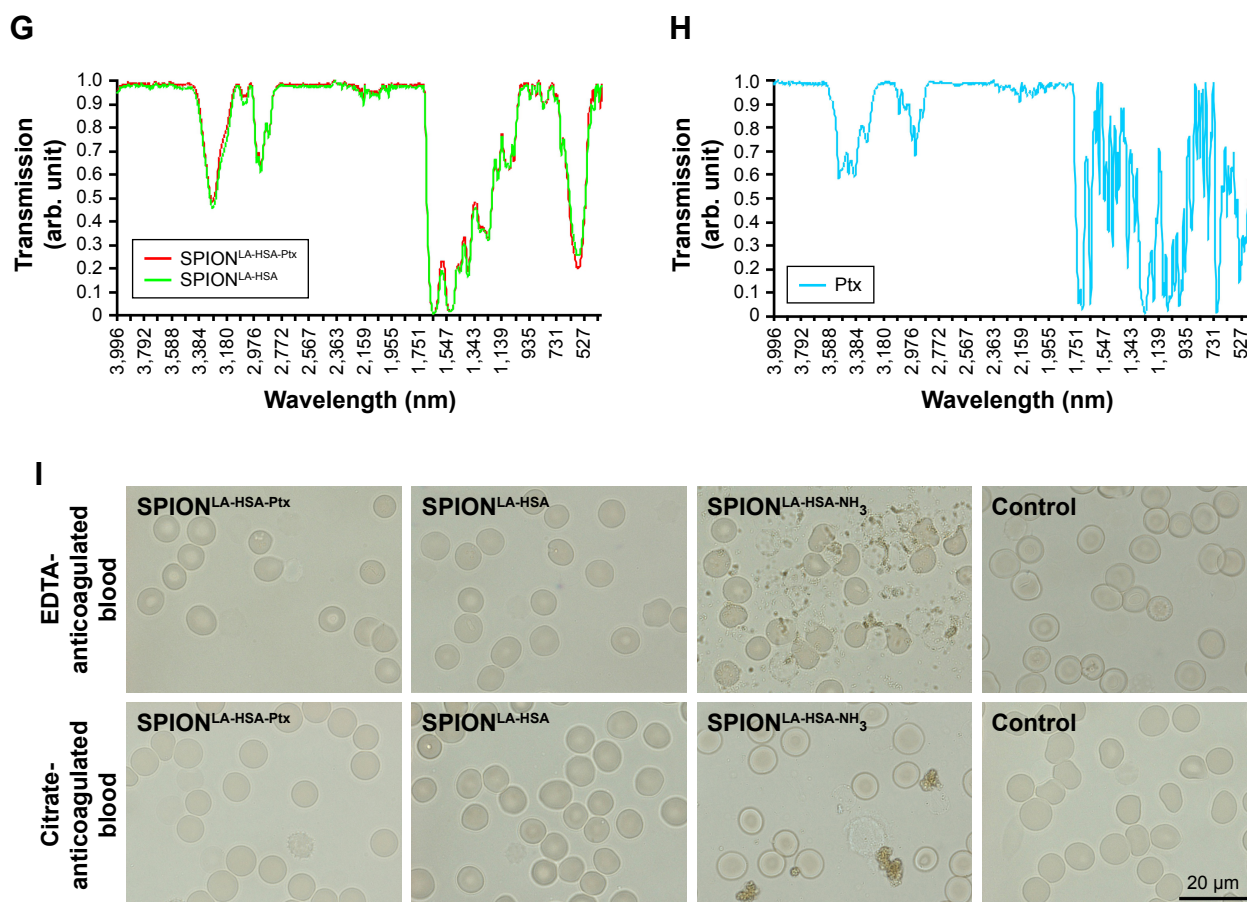 G
Transmission
(arb. unit)
1.0
0.9
0.8
0.7
0.6
0.5
0.4
0.3
0.2
0.1
0
SPION^LA-HSA-Ptx
SPION^LA-HSA
3,996
3,792
3,588
3,384
3,180
2,976
2,772
2,567
2,363
2,159
1,955
1,751
1,547
1,343
1,139
935
731
527
Wavelength (nm)
H
Transmission
(arb. unit)
1.0
0.9
0.8
0.7
0.6
0.5
0.4
0.3
0.2
0.1
0
Ptx
3,996
3,792
3,588
3,384
3,180
2,976
2,772
2,567
2,363
2,159
1,955
1,751
1,547
1,343
1,139
935
731
527
Wavelength (nm)
I
EDTA-
anticoagulated
blood
SPION^LA-HSA-Ptx
SPION^LA-HSA
SPION^LA-HSA-NH₃
Control
Citrate-
anticoagulated
blood
SPION^LA-HSA-Ptx
SPION^LA-HSA
SPION^LA-HSA-NH₃
Control
20 µm